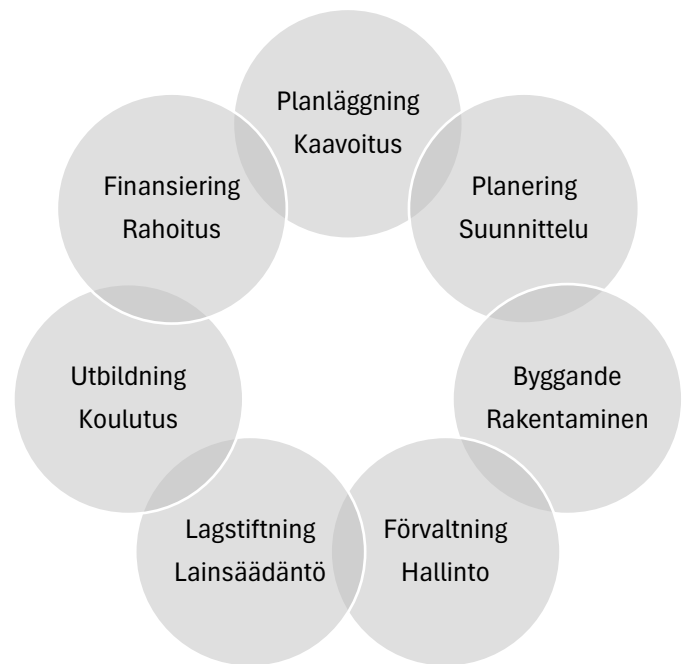 Planläggning
Kaavoitus
Planering
Suunnittelu
Byggande
Rakentaminen
Förvaltning
Hallinto
Lagstiftning
Lainsäädäntö
Utbildning
Koulutus
Finansiering
Rahoitus